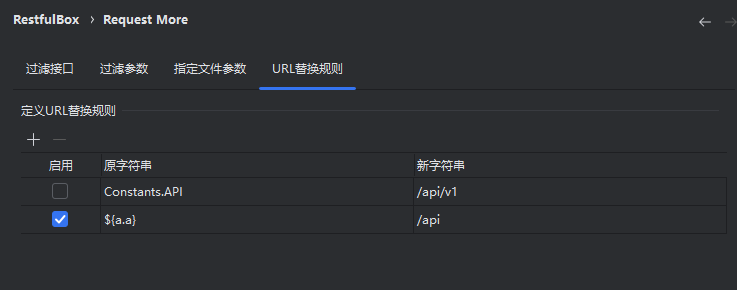 RestfulBox › Request More
过滤接口 过滤参数 指定文件参数 URL替换规则
定义URL替换规则
启用 原字符串 新字符串
Constants.API /api/v1
${a.a} /api